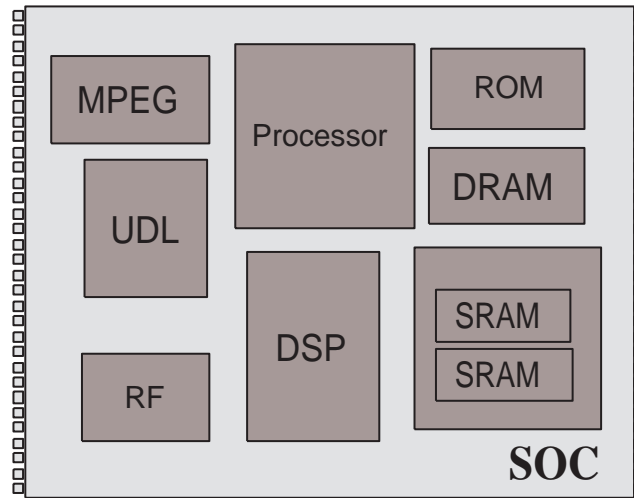 MPEG
Processor
ROM
UDL
DRAM
DSP
SRAM
SRAM
RF
SOC